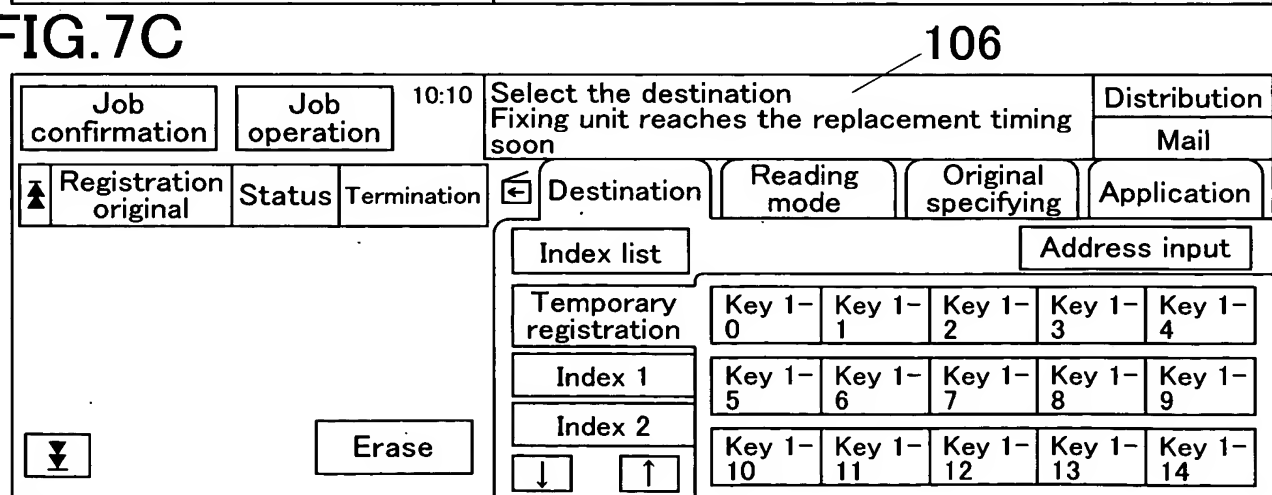 FIG.7C
106
Job
confirmation
Job
operation
10:10
Select the destination
Fixing unit reaches the replacement timing
soon
Distribution
Mail
Registration
original
Status
Termination
Destination
Reading
mode
Original
specifying
Application
Index list
Address input
Temporary
registration
Key 1-
0
Key 1-
1
Key 1-
2
Key 1-
3
Key 1-
4
Index 1
Key 1-
5
Key 1-
6
Key 1-
7
Key 1-
8
Key 1-
9
Index 2
Key 1-
10
Key 1-
11
Key 1-
12
Key 1-
13
Key 1-
14
Erase
↓
↑